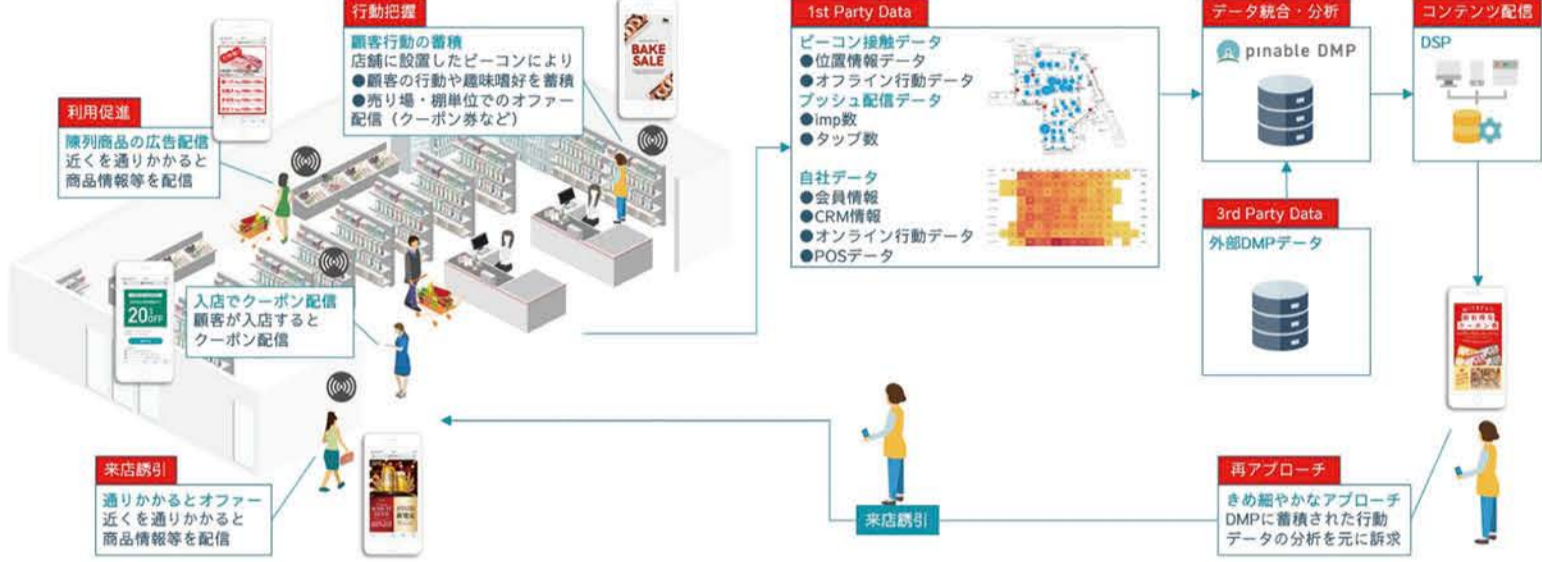 利用促進
陳列商品の広告配信
近くを通りかかると
商品情報等を配信
行動把握
顧客行動の蓄積
店舗に設置したビーコンにより
●顧客の行動や趣味嗜好を蓄積
●売り場・棚単位でのオファー
配信（クーポン券など）
BAKE
SALE
入店でクーポン配信
顧客が入店すると
クーポン配信
20%
OFF
来店誘引
通りかかるとオファー
近くを通りかかると
商品情報等を配信
1st Party Data
ビーコン接触データ
●位置情報データ
●オフライン行動データ
プッシュ配信データ
●imp数
●タップ数
自社データ
●会員情報
●CRM情報
●オンライン行動データ
●POSデータ
データ統合・分析
pinable DMP
3rd Party Data
外部DMPデータ
コンテンツ配信
DSP
クーポン券
再アプローチ
きめ細やかなアプローチ
DMPに蓄積された行動
データの分析を元に訴求
来店誘引